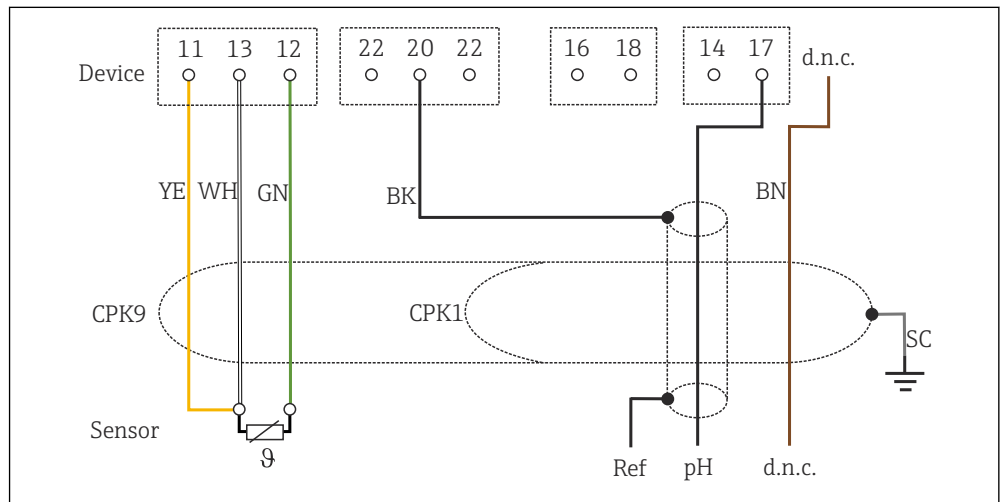 11 13 12 22 20 22 16 18 14 17
Device d.n.c.
YE WH GN BK BN
CPK9 CPK1
SC
Sensor
ϑ Ref pH d.n.c.